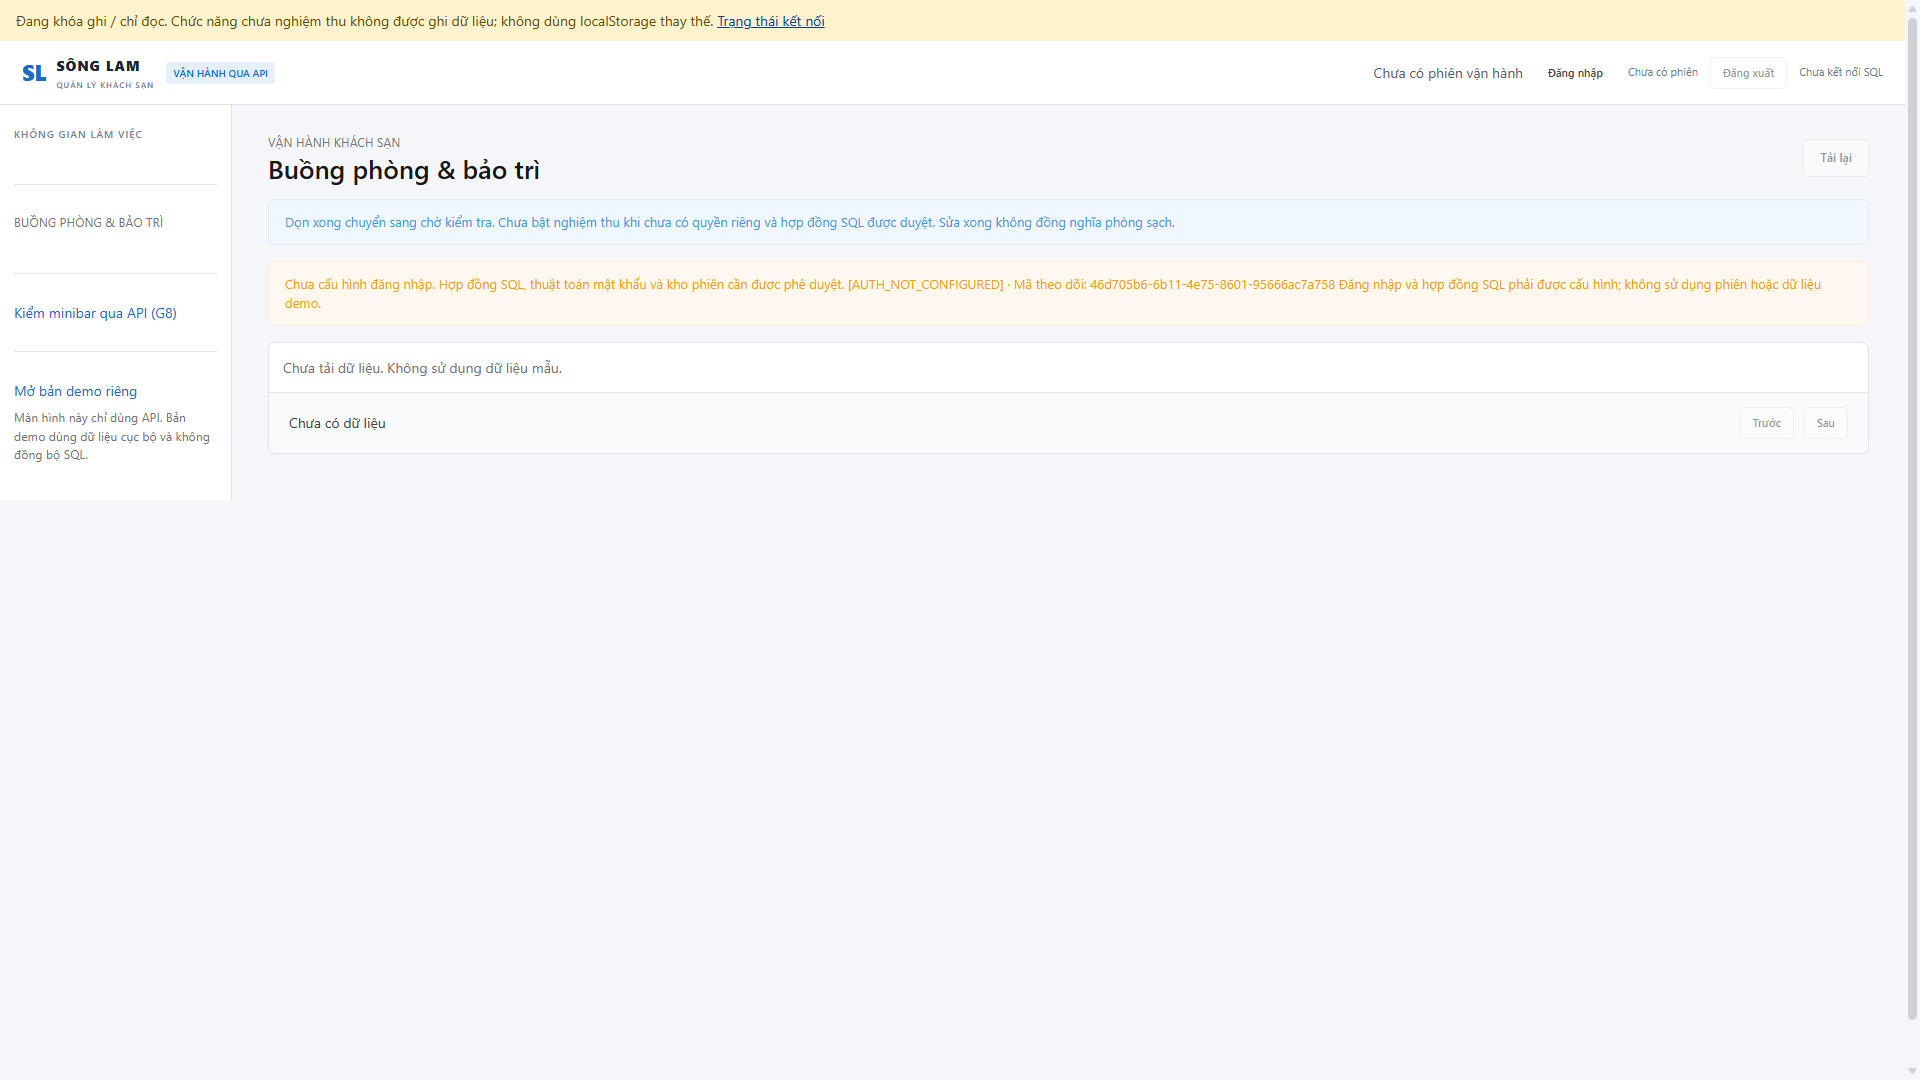 Đang khóa ghi / chỉ đọc. Chức năng chưa nghiệm thu không được ghi dữ liệu; không dùng localStorage thay thế. Trạng thái kết nối
SL
SÔNG LAM
QUẢN LÝ KHÁCH SẠN
VẬN HÀNH QUA API
Chưa có phiên vận hành
Đăng nhập
Chưa có phiên
Đăng xuất
Chưa kết nối SQL
KHÔNG GIAN LÀM VIỆC
BUỒNG PHÒNG & BẢO TRÌ
Kiểm minibar qua API (G8)
Mở bản demo riêng
Màn hình này chỉ dùng API. Bản
demo dùng dữ liệu cục bộ và không
đồng bộ SQL.
VẬN HÀNH KHÁCH SẠN
Buồng phòng & bảo trì
Tải lại
Dọn xong chuyển sang chờ kiểm tra. Chưa bật nghiệm thu khi chưa có quyền riêng và hợp đồng SQL được duyệt. Sửa xong không đồng nghĩa phòng sạch.
Chưa cấu hình đăng nhập. Hợp đồng SQL, thuật toán mật khẩu và kho phiên cần được phê duyệt. [AUTH_NOT_CONFIGURED] · Mã theo dõi: 46d705b6-6b11-4e75-8601-95666ac7a758 Đăng nhập và hợp đồng SQL phải được cấu hình; không sử dụng phiên hoặc dữ liệu
demo.
Chưa tải dữ liệu. Không sử dụng dữ liệu mẫu.
Chưa có dữ liệu
Trước
Sau